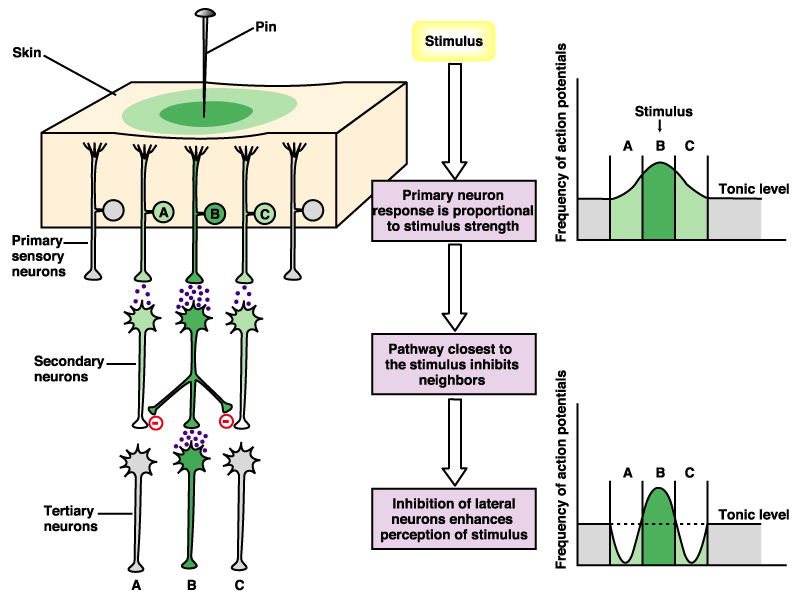 Pin
Skin
A
B
C
Primary
sensory
neurons
Secondary
neurons
-
-
Tertiary
neurons
A
B
C
Stimulus
Primary neuron
response is proportional
to stimulus strength
Pathway closest to
the stimulus inhibits
neighbors
Inhibition of lateral
neurons enhances
perception of stimulus
Frequency of action potentials
Stimulus
A
B
C
Tonic level
Frequency of action potentials
A
B
C
Tonic level